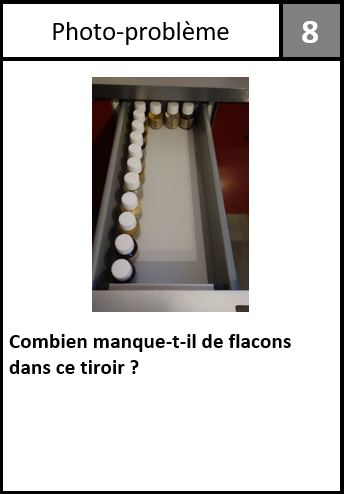 Photo-problème
8
Combien manque-t-il de flacons
dans ce tiroir ?